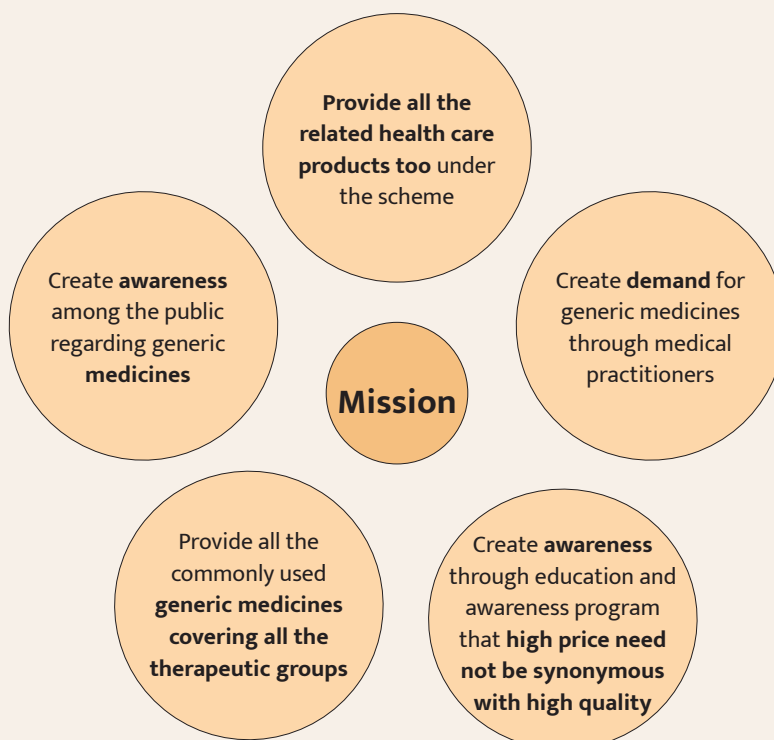 Provide all the
related health care
products too under
the scheme
Create awareness
among the public
regarding generic
medicines
Create demand for
generic medicines
through medical
practitioners
Mission
Provide all the
commonly used
generic medicines
covering all the
therapeutic groups
Create awareness
through education and
awareness program
that high price need
not be synonymous
with high quality